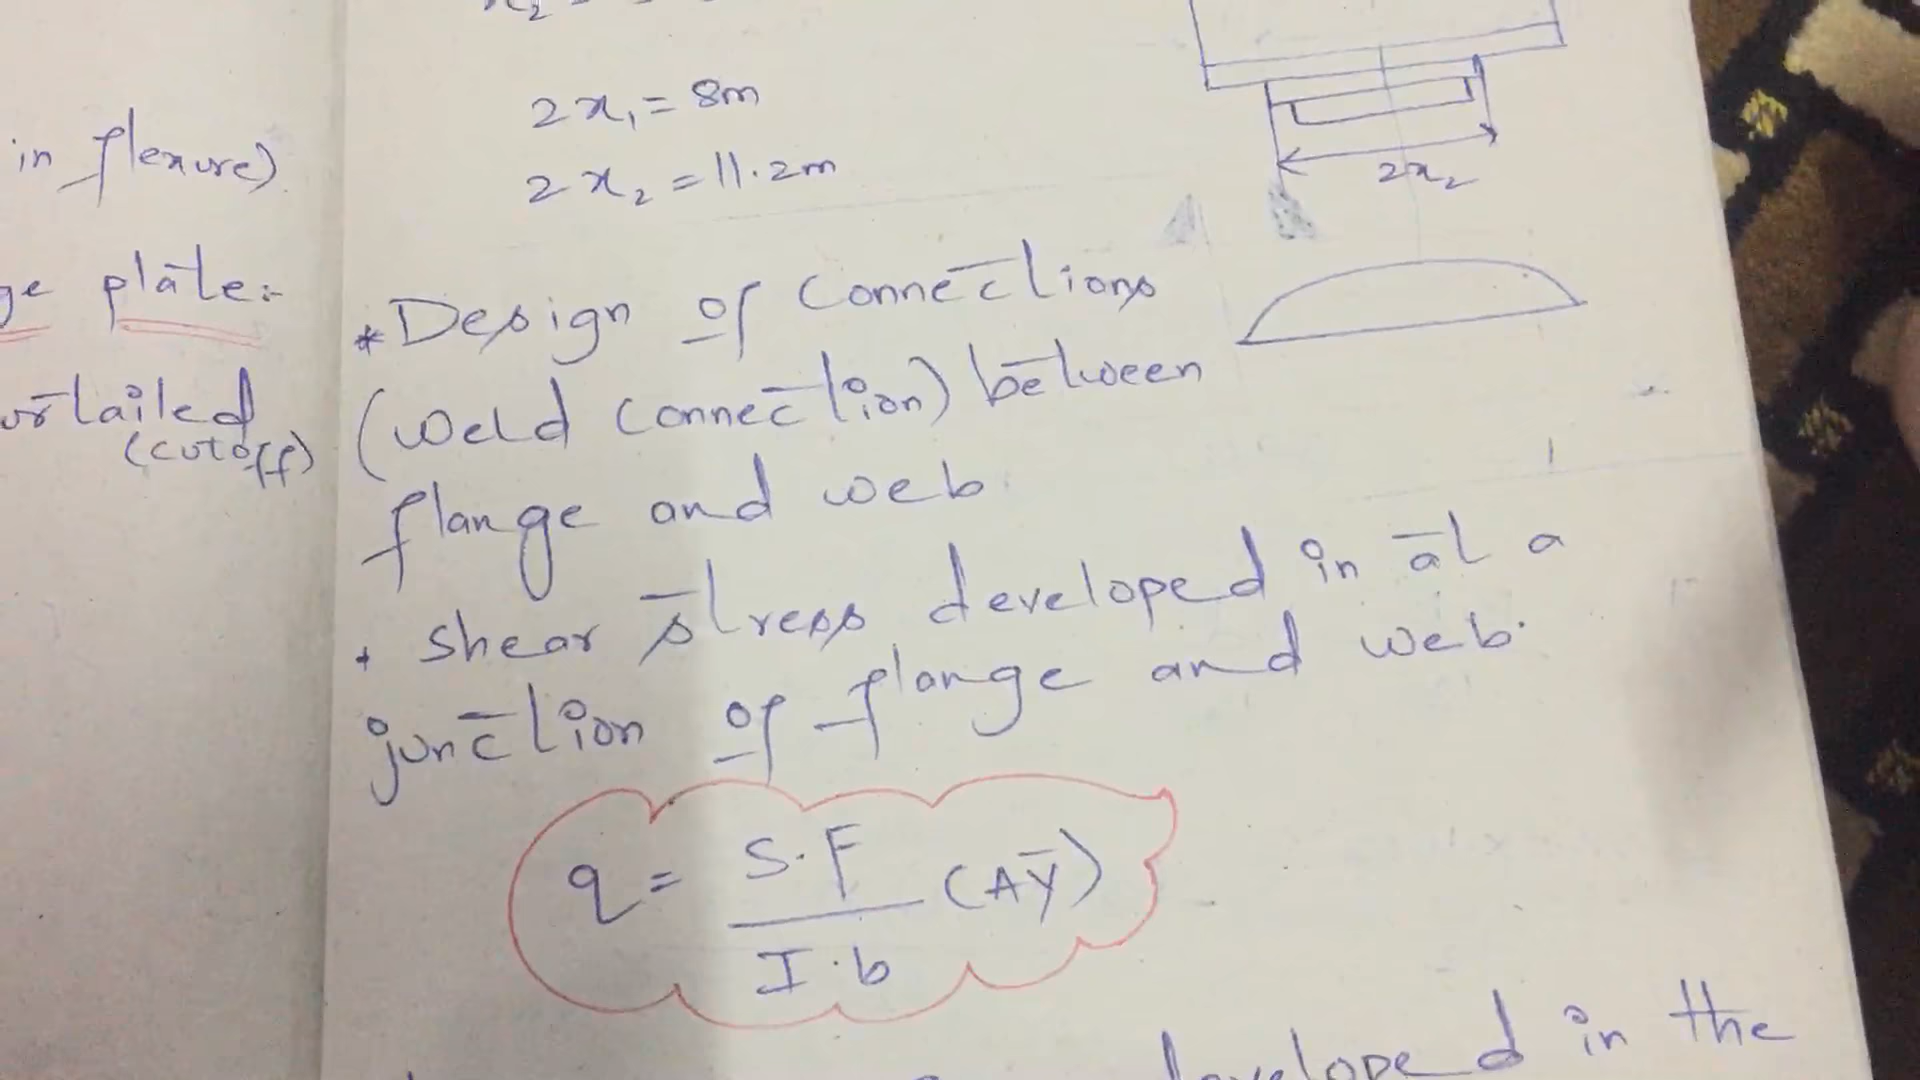 in flexure)
ge plate:-
(cutoff)
2x₁ = 8m
2x₂ = 11.2m
2x₂
* Design of connections
(weld connection) between
flange and web
* shear stress developed in at a
junction of flange and web.
q = S.F / I.b (AȲ)
developed in the